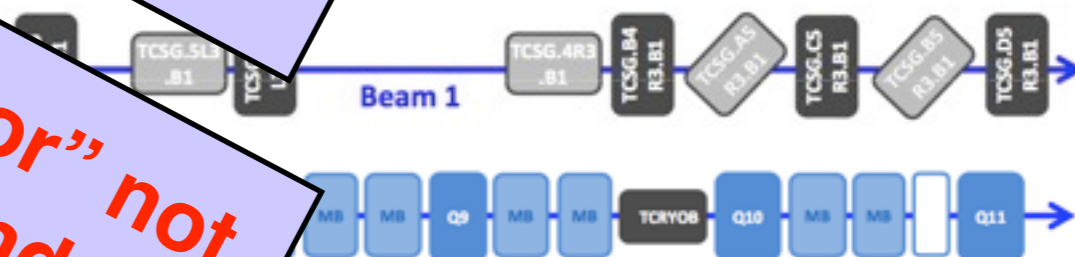 TCSG.5L3
.B1
TCSG.4R3
.B1
TCSG.B4
R3.B1
TCSG.A5
R3.B1
TCSG.C5
R3.B1
TCSG.B5
R3.B1
TCSG.D5
R3.B1
Beam 1
or” not
MB MB Q9 MB MB TCRYOB Q10 MB MB Q11